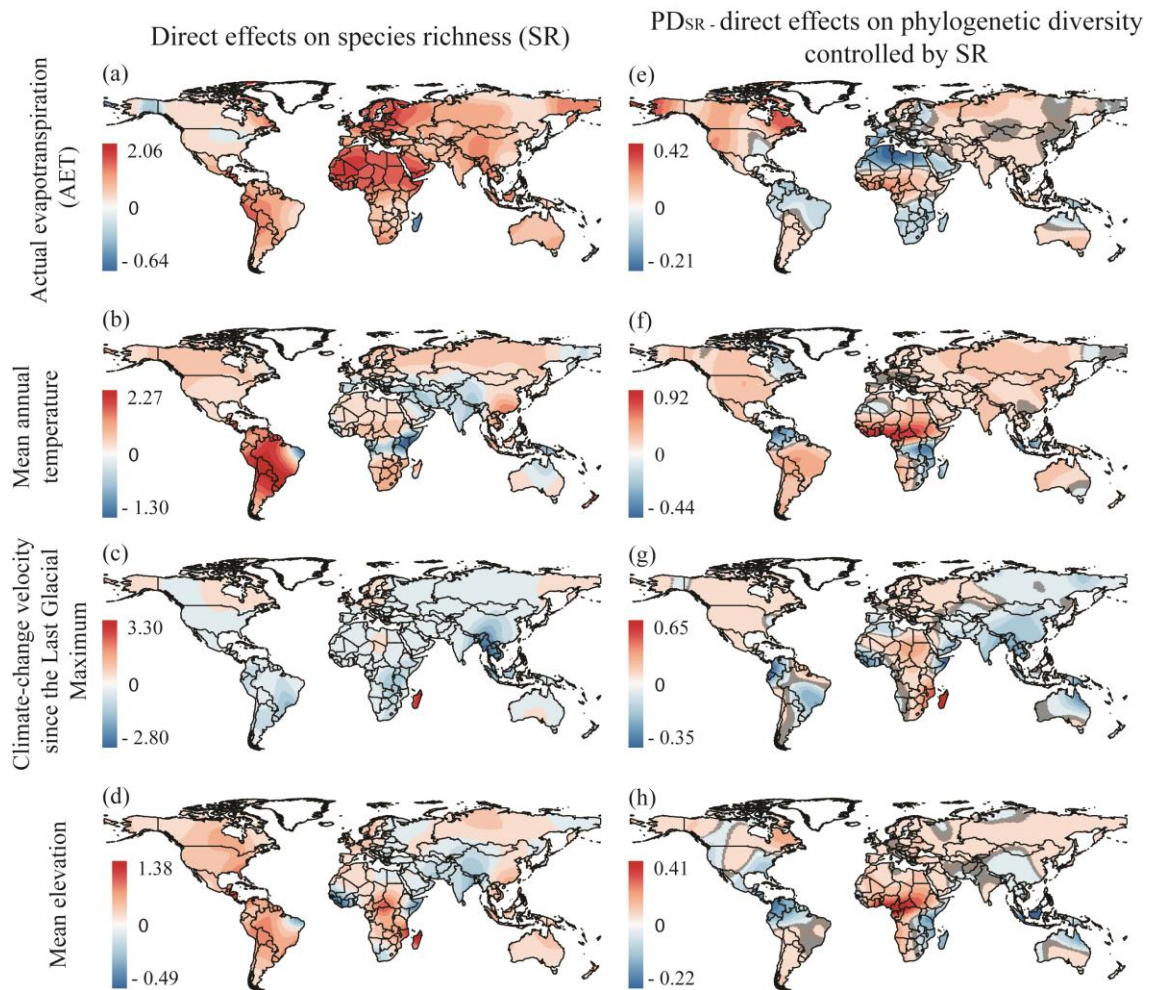 Direct effects on species richness (SR)
PDSR - direct effects on phylogenetic diversity
controlled by SR
Actual evapotranspiration
(AET)
(a)
2.06
0
- 0.64
(e)
0.42
0
- 0.21
Mean annual
temperature
(b)
2.27
0
- 1.30
(f)
0.92
0
- 0.44
Climate-change velocity
since the Last Glacial
Maximum
(c)
3.30
0
- 2.80
(g)
0.65
0
- 0.35
Mean elevation
(d)
1.38
0
- 0.49
(h)
0.41
0
- 0.22